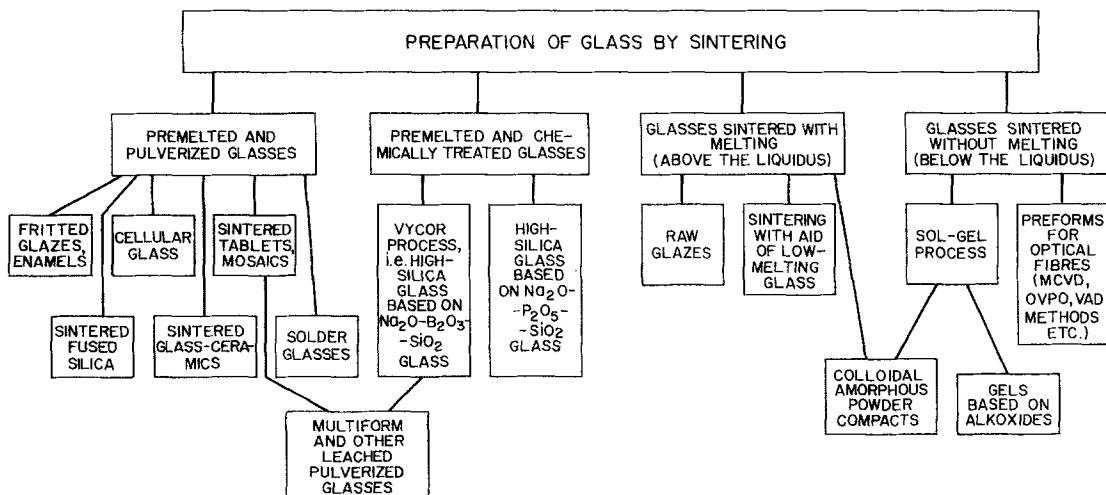 PREPARATION OF GLASS BY SINTERING
PREMELTED AND
PULVERIZED GLASSES
PREMELTED AND CHE-
MICALLY TREATED GLASSES
GLASSES SINTERED WITH
MELTING
(ABOVE THE LIQUIDUS)
GLASSES SINTERED
WITHOUT MELTING
(BELOW THE LIQUIDUS)
FRITTED
GLAZES,
ENAMELS
CELLULAR
GLASS
SINTERED
TABLETS,
MOSAICS
VYCOR
PROCESS,
i.e. HIGH-
SILICA
GLASS
BASED ON
Na₂O-B₂O₃-
-SiO₂
GLASS
HIGH-
SILICA
GLASS
BASED
ON Na₂O-
-P₂O₅-
-SiO₂
GLASS
RAW
GLAZES
SINTERING
WITH AID
OF LOW-
MELTING
GLASS
SOL-GEL
PROCESS
PREFORMS
FOR
OPTICAL
FIBRES
(MCVD,
OVPO, VAD
METHODS
ETC.)
SINTERED
FUSED
SILICA
SINTERED
GLASS-CERA-
MICS
SOLDER
GLASSES
COLLOIDAL
AMORPHOUS
POWDER
COMPACTS
GELS
BASED ON
ALKOXIDES
MULTIFORM
AND OTHER
LEACHED
PULVERIZED
GLASSES